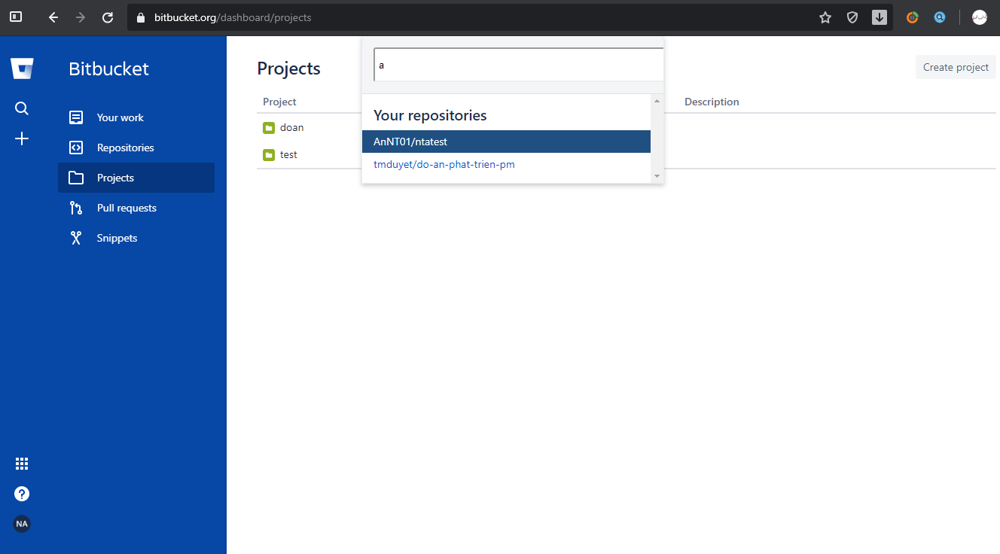 bitbucket.org/dashboard/projects
Bitbucket
Your work
Repositories
Projects
Pull requests
Snippets
NA
Projects
Create project
Project
Description
doan
test
a
Your repositories
AnNT01/ntatest
tmduyet/do-an-phat-trien-pm